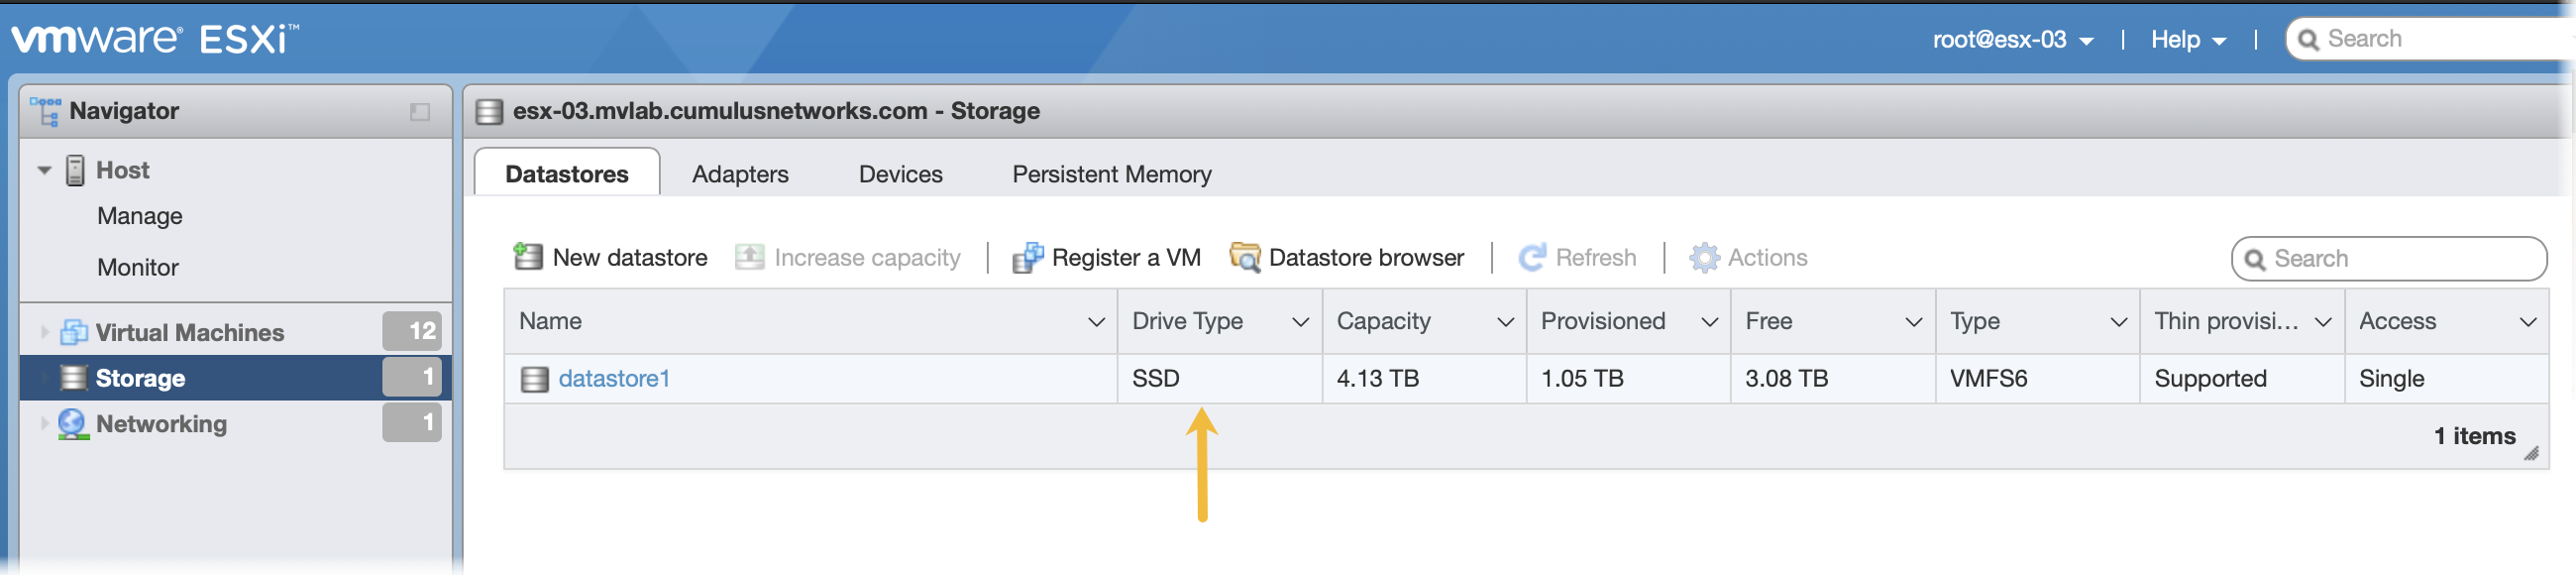 vmware® ESXi™
root@esx-03 | Help | Search
Navigator
Host
Manage
Monitor
Virtual Machines 12
Storage 1
Networking 1
esx-03.mvlab.cumulusnetworks.com - Storage
Datastores Adapters Devices Persistent Memory
New datastore Increase capacity | Register a VM Datastore browser | Refresh | Actions Search
Name Drive Type Capacity Provisioned Free Type Thin provisi... Access
datastore1 SSD 4.13 TB 1.05 TB 3.08 TB VMFS6 Supported Single
1 items